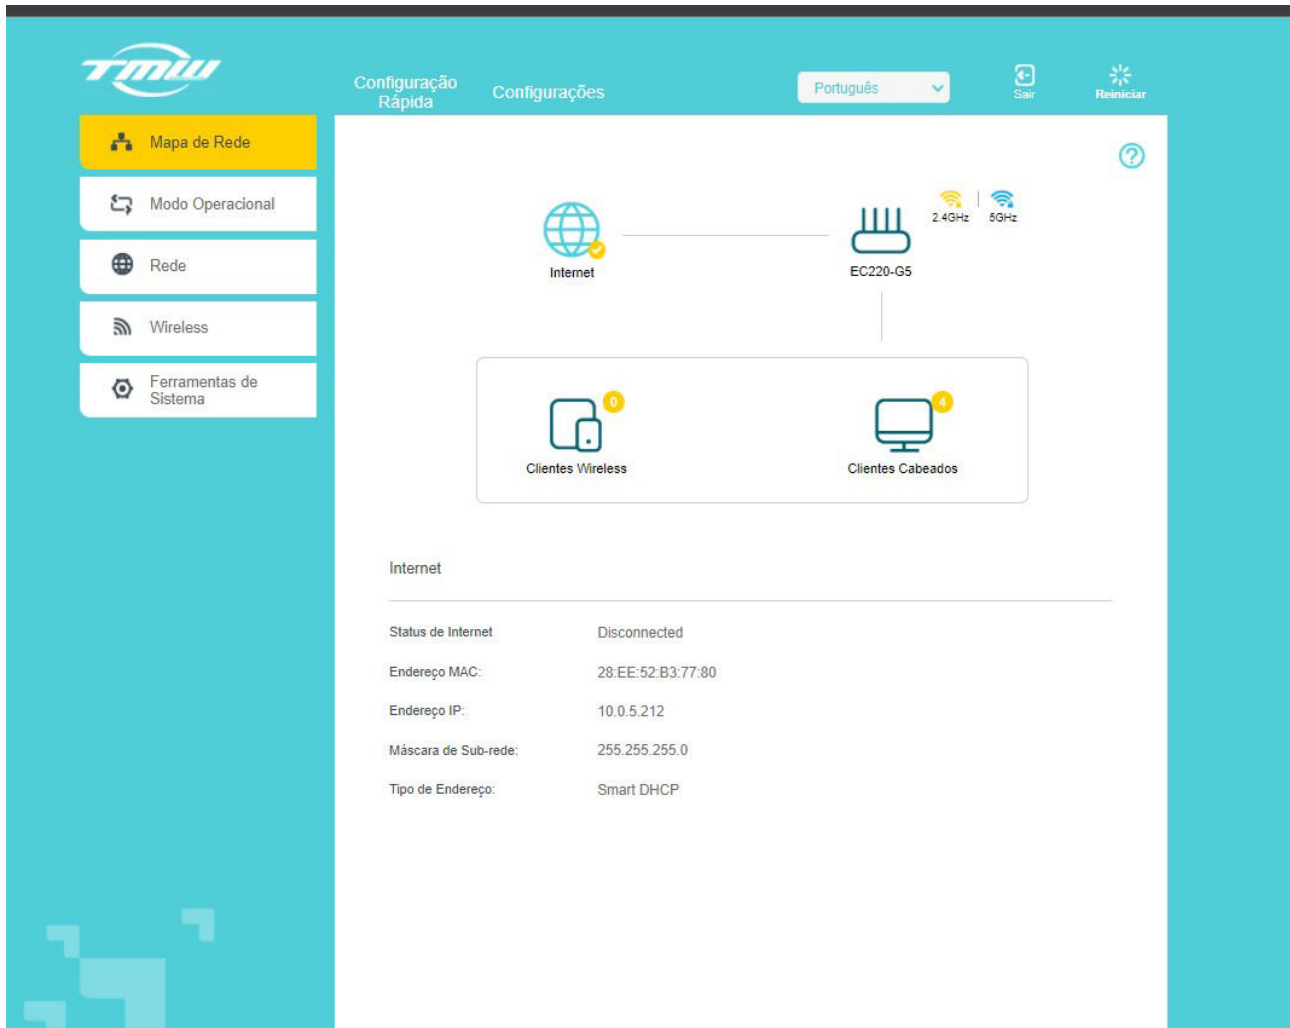 TMW
Configuração
Rápida
Configurações
Português
Sair
Reiniciar
Mapa de Rede
Modo Operacional
Rede
Wireless
Ferramentas de
Sistema
2.4GHz
5GHz
Internet
EC220-G5
0
4
Clientes Wireless
Clientes Cabeados
Internet
Status de Internet Disconnected
Endereço MAC: 28:EE:52:B3:77:80
Endereço IP: 10.0.5.212
Máscara de Sub-rede: 255.255.255.0
Tipo de Endereço: Smart DHCP